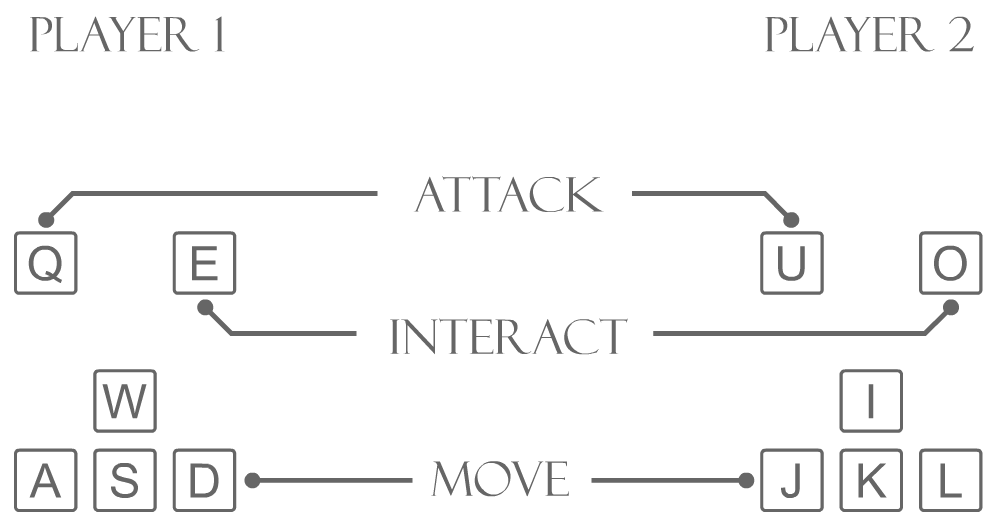 PLAYER 1 PLAYER 2
ATTACK
Q E U O
INTERACT
W I
A S D MOVE J K L